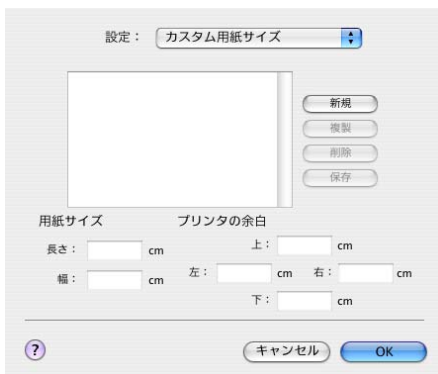 設定： カスタム用紙サイズ
新規
複製
削除
保存
用紙サイズ プリンタの余白
長さ： cm
幅： cm
上： cm
左： cm 右： cm
下： cm
? キャンセル OK